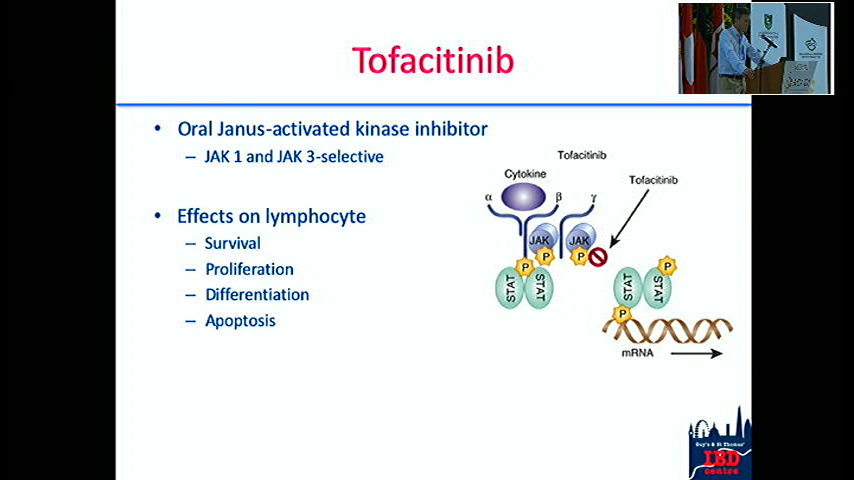 Tofacitinib
• Oral Janus-activated kinase inhibitor
– JAK 1 and JAK 3-selective
• Effects on lymphocyte
– Survival
– Proliferation
– Differentiation
– Apoptosis
Tofacitinib
Cytokine
Tofacitinib
α
β
γ
JAK
JAK
P
P
P
P
STAT
STAT
STAT
STAT
P
mRNA
Guy's & St Thomas'
IBD
centre